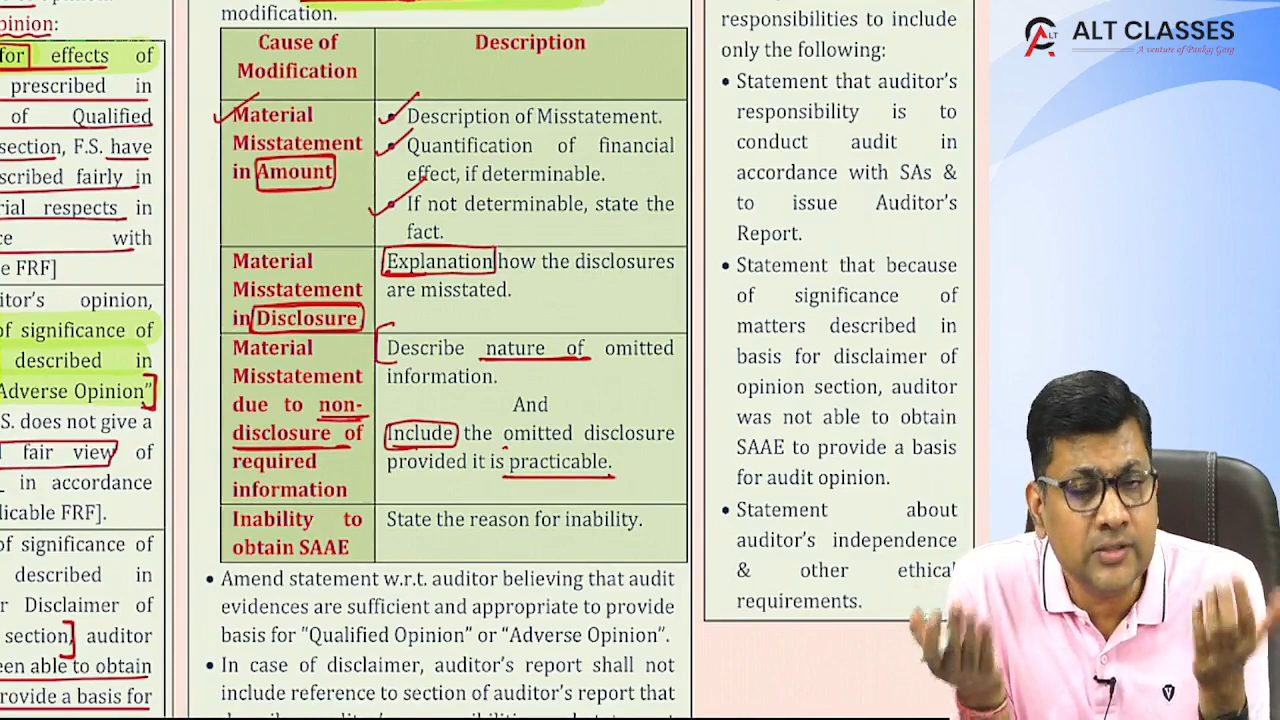 pinion:
for effects of
prescribed in
of Qualified
section, F.S. have
scribed fairly in
rial respects in
ce with
e FRF]
itor's opinion,
of significance of
described in
Adverse Opinion"
S. does not give a
fair view of
in accordance
licable FRF].
of significance of
described in
r Disclaimer of
section, auditor
een able to obtain
rovide a basis for
modification.
Cause of Modification
Description
Material
Misstatement
in Amount
• Description of Misstatement.
• Quantification of financial
effect, if determinable.
• If not determinable, state the
fact.
Material
Misstatement
in Disclosure
Explanation how the disclosures
are misstated.
Material
Misstatement
due to non-
disclosure of
required
information
Describe nature of omitted
information.
And
Include the omitted disclosure
provided it is practicable.
Inability to
obtain SAAE
State the reason for inability.
• Amend statement w.r.t. auditor believing that audit
evidences are sufficient and appropriate to provide
basis for "Qualified Opinion" or "Adverse Opinion".
• In case of disclaimer, auditor's report shall not
include reference to section of auditor's report that
responsibilities to include
only the following:
• Statement that auditor's
responsibility is to
conduct audit in
accordance with SAs &
to issue Auditor's
Report.
• Statement that because
of significance of
matters described in
basis for disclaimer of
opinion section, auditor
was not able to obtain
SAAE to provide a basis
for audit opinion.
• Statement about
auditor's independence
& other ethical
requirements.
ALT
ALT CLASSES
A venture of Pankaj Garg